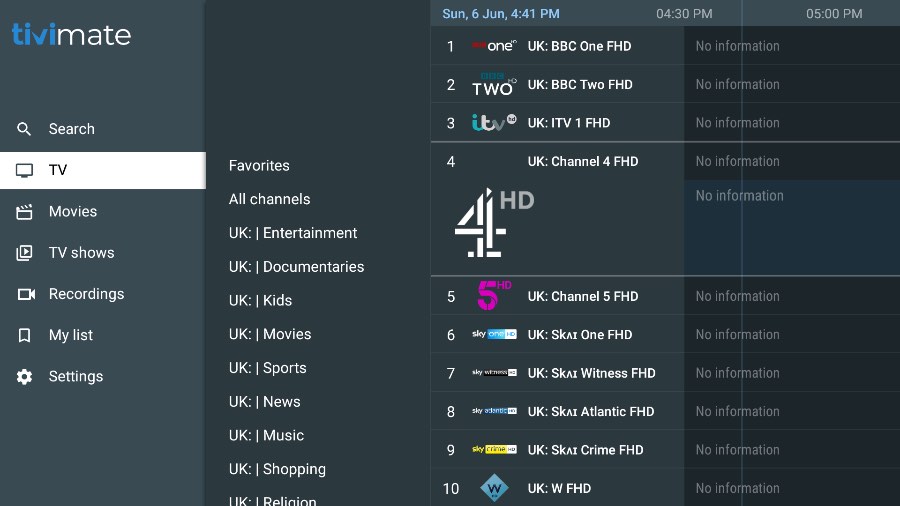 tivimate
Search
TV
Movies
TV shows
Recordings
My list
Settings
Favorites
All channels
UK: | Entertainment
UK: | Documentaries
UK: | Kids
UK: | Movies
UK: | Sports
UK: | News
UK: | Music
UK: | Shopping
UK: | Religion
Sun, 6 Jun, 4:41 PM 04:30 PM 05:00 PM
1 one UK: BBC One FHD No information
2 TWO HD UK: BBC Two FHD No information
3 itv hd UK: ITV 1 FHD No information
4 UK: Channel 4 FHD No information
4 HD No information
5 5 HD UK: Channel 5 FHD No information
6 sky one HD UK: Skʌɪ One FHD No information
7 sky witness HD UK: Skʌɪ Witness FHD No information
8 sky atlantic HD UK: Skʌɪ Atlantic FHD No information
9 sky crime HD UK: Skʌɪ Crime FHD No information
10 W UK: W FHD No information